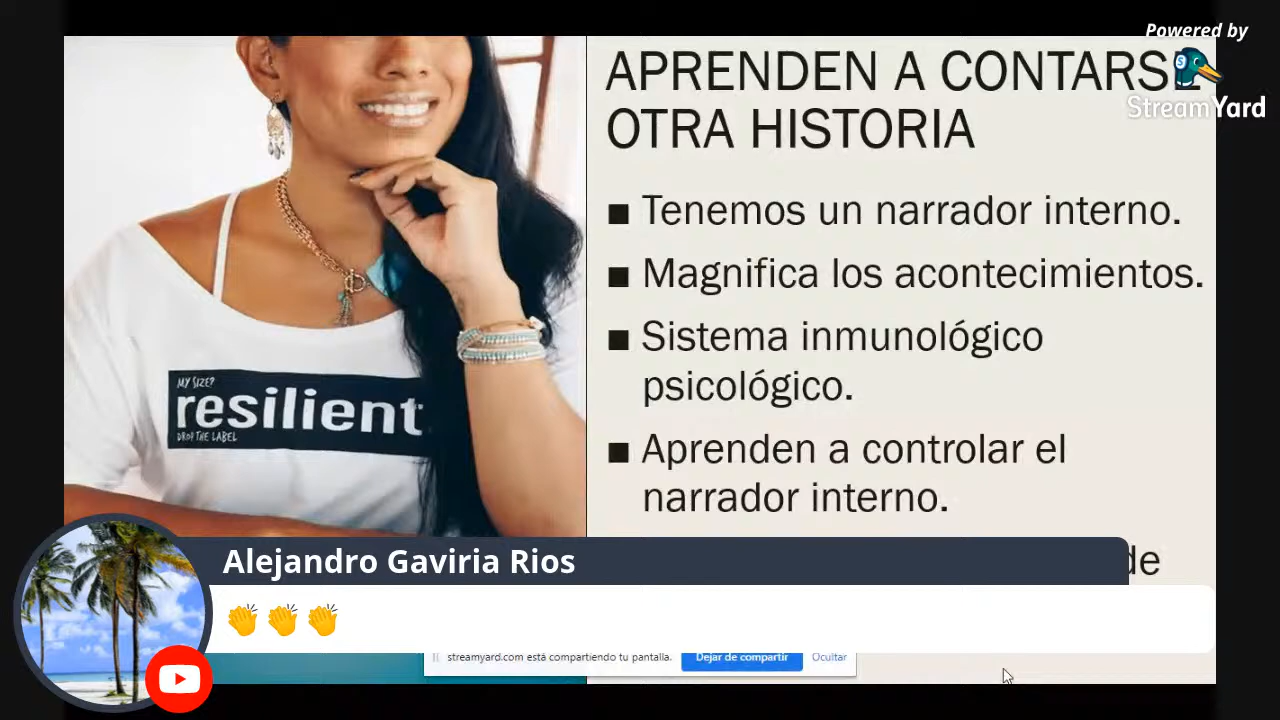 Powered by
StreamYard
APRENDEN A CONTARSE
OTRA HISTORIA
■ Tenemos un narrador interno.
■ Magnifica los acontecimientos.
■ Sistema inmunológico
psicológico.
■ Aprenden a controlar el
narrador interno.
de
MY SIZE?
resilient
DROP THE LABEL
Alejandro Gaviria Rios
👏👏👏
streamyard.com está compartiendo tu pantalla.
Dejar de compartir
Ocultar